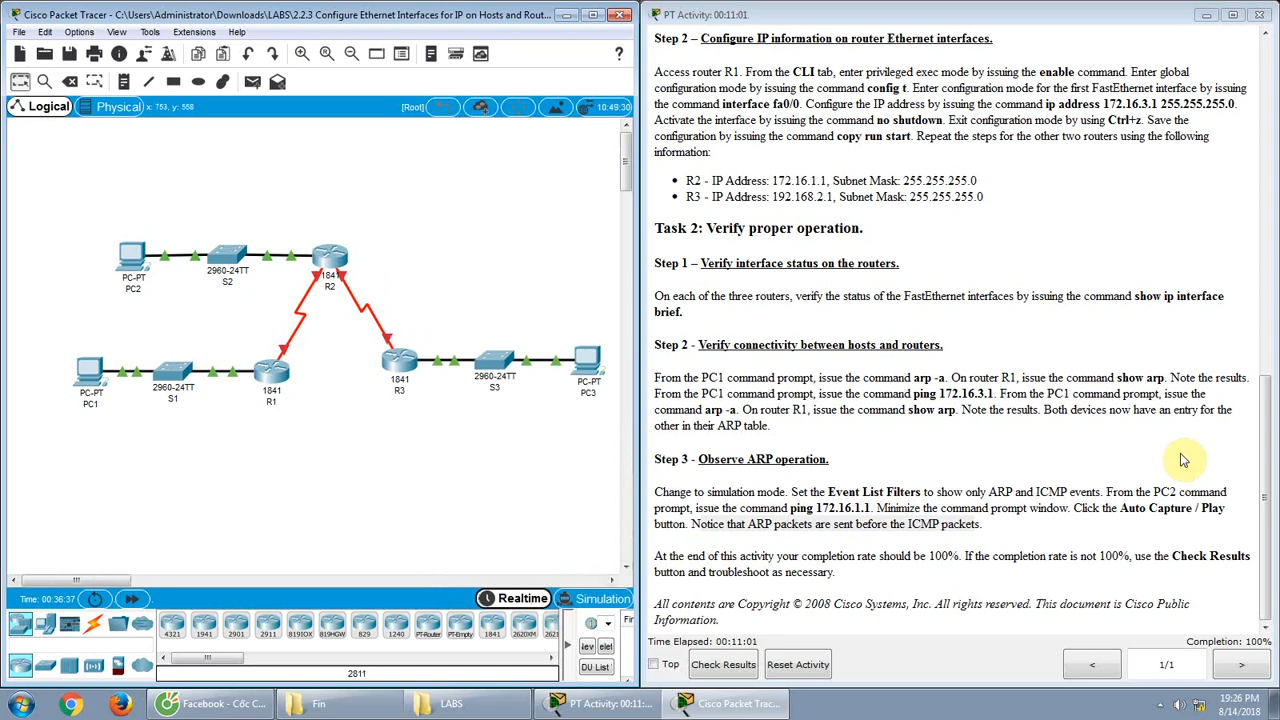 Cisco Packet Tracer - C:\Users\Administrator\Downloads\LABS\2.2.3 Configure Ethernet Interfaces for IP on Hosts and Rout...
File Edit Options View Tools Extensions Help
?
Logical Physical x: 753, y: 558 [Root] 10:49:30
PC-PT
PC2
2960-24TT
S2
1841
R2
PC-PT
PC1
2960-24TT
S1
1841
R1
1841
R3
2960-24TT
S3
PC-PT
PC3
Time: 00:36:37 Realtime Simulation
4321 1941 2901 2911 819IOX 819HGW 829 1240 PT-Router PT-Empty 1841 2620XM
2811
DU List
PT Activity: 00:11:01
Step 2 – Configure IP information on router Ethernet interfaces.
Access router R1. From the CLI tab, enter privileged exec mode by issuing the enable command. Enter global
configuration mode by issuing the command config t. Enter configuration mode for the first FastEthernet interface by issuing
the command interface fa0/0. Configure the IP address by issuing the command ip address 172.16.3.1 255.255.255.0.
Activate the interface by issuing the command no shutdown. Exit configuration mode by using Ctrl+z. Save the
configuration by issuing the command copy run start. Repeat the steps for the other two routers using the following
information:
• R2 - IP Address: 172.16.1.1, Subnet Mask: 255.255.255.0
• R3 - IP Address: 192.168.2.1, Subnet Mask: 255.255.255.0
Task 2: Verify proper operation.
Step 1 – Verify interface status on the routers.
On each of the three routers, verify the status of the FastEthernet interfaces by issuing the command show ip interface
brief.
Step 2 - Verify connectivity between hosts and routers.
From the PC1 command prompt, issue the command arp -a. On router R1, issue the command show arp. Note the results.
From the PC1 command prompt, issue the command ping 172.16.3.1. From the PC1 command prompt, issue the
command arp -a. On router R1, issue the command show arp. Note the results. Both devices now have an entry for the
other in their ARP table.
Step 3 - Observe ARP operation.
Change to simulation mode. Set the Event List Filters to show only ARP and ICMP events. From the PC2 command
prompt, issue the command ping 172.16.1.1. Minimize the command prompt window. Click the Auto Capture / Play
button. Notice that ARP packets are sent before the ICMP packets.
At the end of this activity your completion rate should be 100%. If the completion rate is not 100%, use the Check Results
button and troubleshoot as necessary.
All contents are Copyright © 2008 Cisco Systems, Inc. All rights reserved. This document is Cisco Public
Information.
Time Elapsed: 00:11:01 Completion: 100%
Top Check Results Reset Activity < 1/1 >
Facebook - Cốc C... Fin LABS PT Activity: 00:11:... Cisco Packet Trac... 19:26 PM
8/14/2018